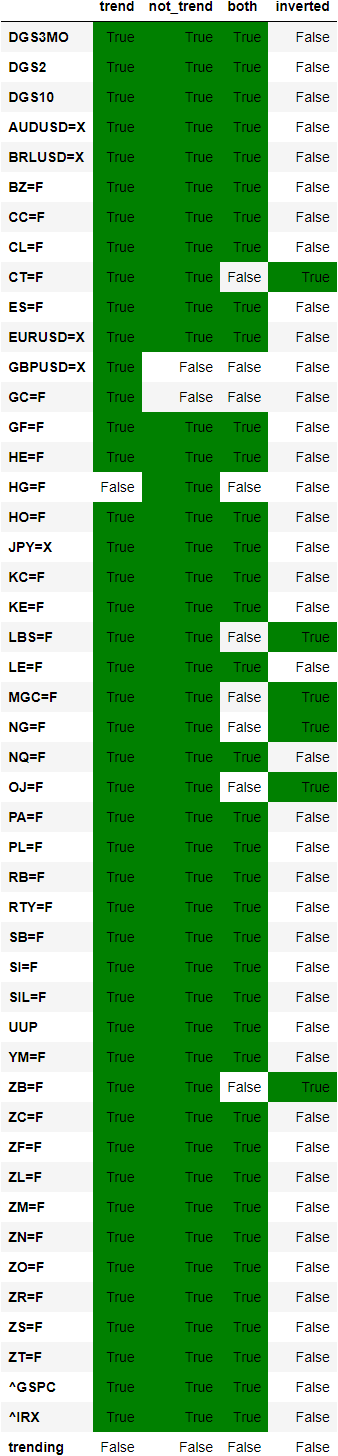 trend not_trend both inverted
DGS3MO True True True False
DGS2 True True True False
DGS10 True True True False
AUDUSD=X True True True False
BRLUSD=X True True True False
BZ=F True True True False
CC=F True True True False
CL=F True True True False
CT=F True True False True
ES=F True True True False
EURUSD=X True True True False
GBPUSD=X True False False False
GC=F True False False False
GF=F True True True False
HE=F True True True False
HG=F False True False False
HO=F True True True False
JPY=X True True True False
KC=F True True True False
KE=F True True True False
LBS=F True True False True
LE=F True True True False
MGC=F True True False True
NG=F True True False True
NQ=F True True True False
OJ=F True True False True
PA=F True True True False
PL=F True True True False
RB=F True True True False
RTY=F True True True False
SB=F True True True False
SI=F True True True False
SIL=F True True True False
UUP True True True False
YM=F True True True False
ZB=F True True False True
ZC=F True True True False
ZF=F True True True False
ZL=F True True True False
ZM=F True True True False
ZN=F True True True False
ZO=F True True True False
ZR=F True True True False
ZS=F True True True False
ZT=F True True True False
^GSPC True True True False
^IRX True True True False
trending False False False False